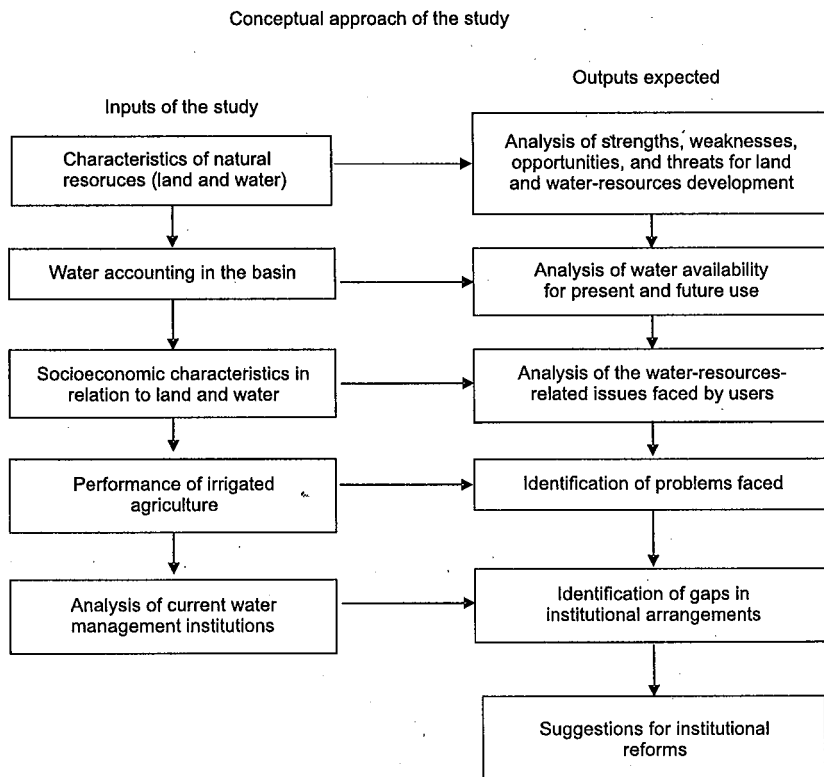 Conceptual approach of the study
Outputs expected
Inputs of the study
Characteristics of natural
resoruces (land and water)
Analysis of strengths, weaknesses,
opportunities, and threats for land
and water-resources development
Water accounting in the basin
Analysis of water availability
for present and future use
Socioeconomic characteristics in
relation to land and water
Analysis of the water-resources-
related issues faced by users
Performance of irrigated
agriculture
Identification of problems faced
Analysis of current water
management institutions
Identification of gaps in
institutional arrangements
Suggestions for institutional
reforms